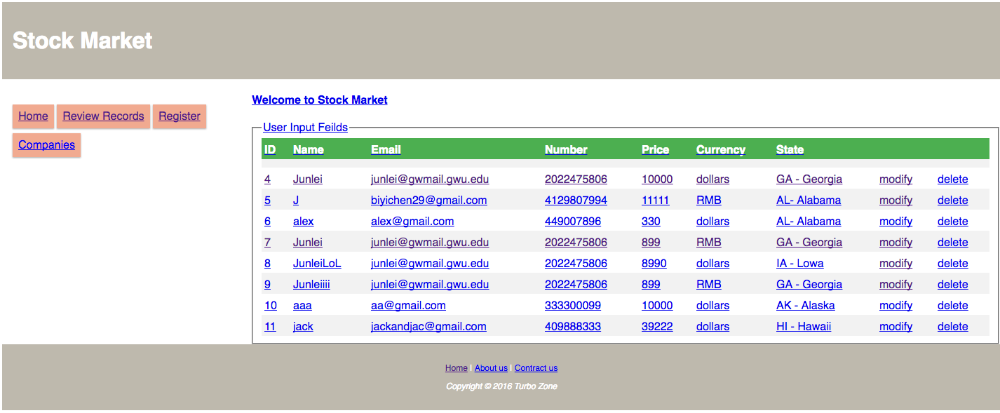 Stock Market
Home Review Records Register
Companies
Welcome to Stock Market
User Input Feilds
ID Name Email Number Price Currency State
4 Junlei junlei@gwmail.gwu.edu 2022475806 10000 dollars GA - Georgia modify delete
5 J biyichen29@gmail.com 4129807994 11111 RMB AL- Alabama modify delete
6 alex alex@gmail.com 449007896 330 dollars AL- Alabama modify delete
7 Junlei junlei@gwmail.gwu.edu 2022475806 899 RMB GA - Georgia modify delete
8 JunleiLoL junlei@gwmail.gwu.edu 2022475806 8990 dollars IA - Lowa modify delete
9 Junleiiii junlei@gwmail.gwu.edu 2022475806 899 RMB GA - Georgia modify delete
10 aaa aa@gmail.com 333300099 10000 dollars AK - Alaska modify delete
11 jack jackandjac@gmail.com 409888333 39222 dollars HI - Hawaii modify delete
Home | About us | Contract us
Copyright © 2016 Turbo Zone